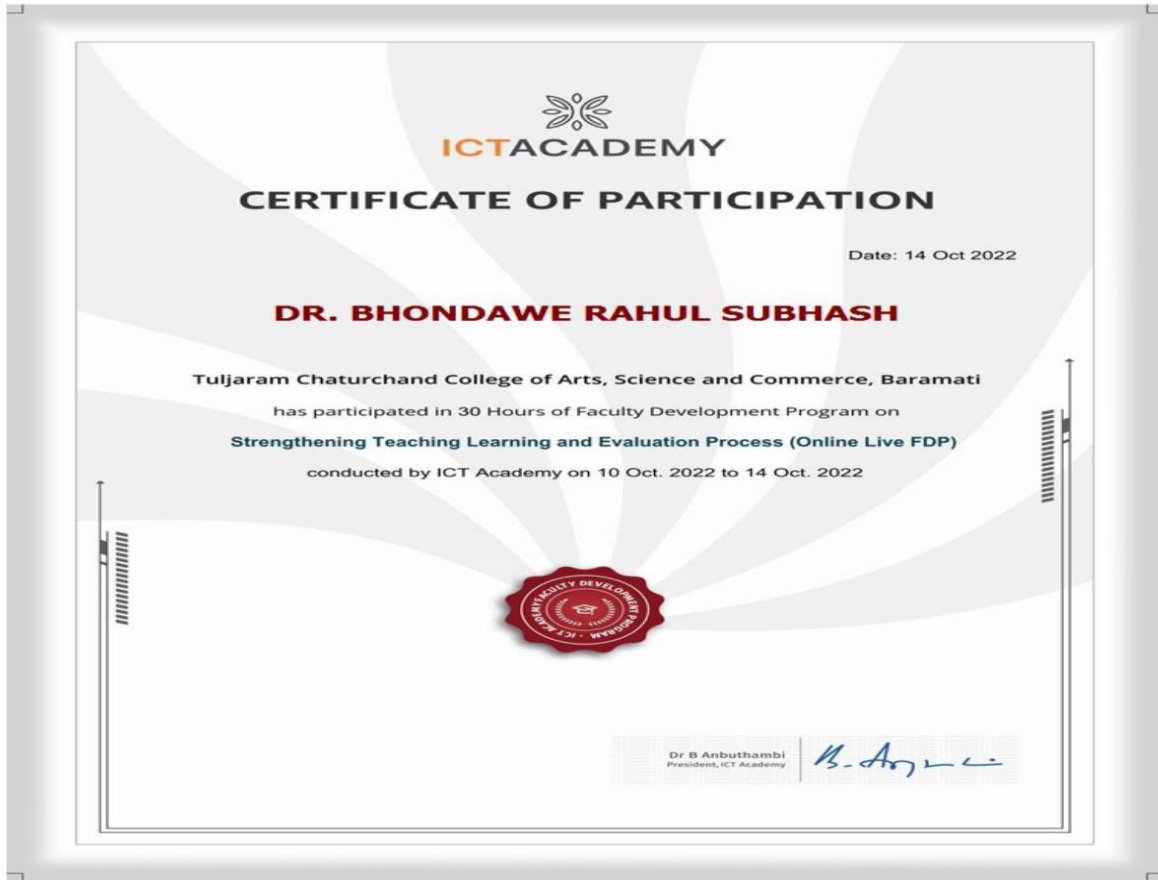 ICTACADEMY
CERTIFICATE OF PARTICIPATION
Date: 14 Oct 2022
DR. BHONDAWE RAHUL SUBHASH
Tuljaram Chaturchand College of Arts, Science and Commerce, Baramati
has participated in 30 Hours of Faculty Development Program on
Strengthening Teaching Learning and Evaluation Process (Online Live FDP)
conducted by ICT Academy on 10 Oct. 2022 to 14 Oct. 2022
FACULTY DEVELOPMENT PROGRAM - ICT ACADEMY
Dr B Anbuthambi
President, ICT Academy